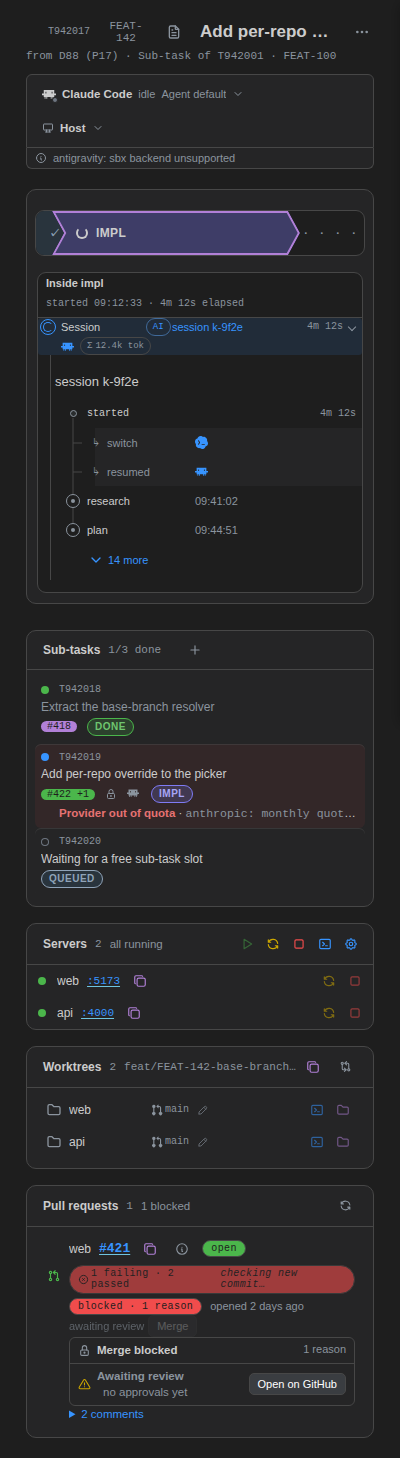 T942017 FEAT-142 Add per-repo …
from D88 (P17) · Sub-task of T942001 · FEAT-100
Claude Code idle Agent default
Host
antigravity: sbx backend unsupported
IMPL
Inside impl
started 09:12:33 · 4m 12s elapsed
Session AI session k-9f2e 4m 12s
Σ 12.4k tok
session k-9f2e
started 4m 12s
↳ switch
↳ resumed
research 09:41:02
plan 09:44:51
14 more
Sub-tasks 1/3 done
T942018
Extract the base-branch resolver
#418 DONE
T942019
Add per-repo override to the picker
#422 +1 IMPL
Provider out of quota · anthropic: monthly quot…
T942020
Waiting for a free sub-task slot
QUEUED
Servers 2 all running
web :5173
api :4000
Worktrees 2 feat/FEAT-142-base-branch…
web main
api main
Pull requests 1 1 blocked
web #421 open
1 failing · 2 passed checking new commit…
blocked · 1 reason opened 2 days ago
awaiting review Merge
Merge blocked 1 reason
Awaiting review
no approvals yet
Open on GitHub
2 comments